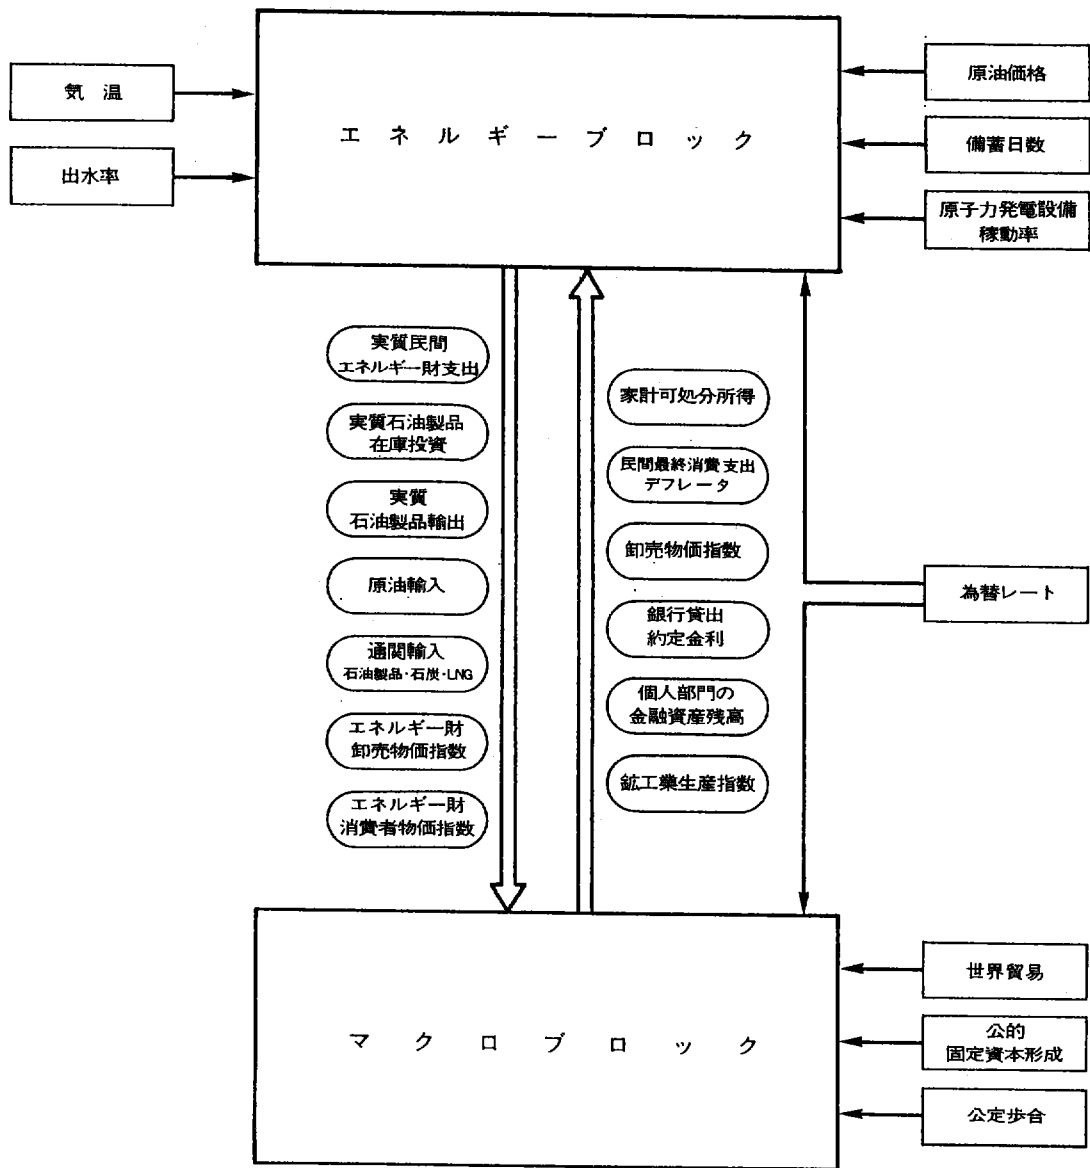 気 温
出水率
エ ネ ル ギ ー ブ ロ ッ ク
原油価格
備蓄日数
原子力発電設備
稼動率
実質民間
エネルギー財支出
実質石油製品
在庫投資
実質
石油製品輸出
原油輸入
通関輸入
石油製品・石炭・LNG
エネルギー財
卸売物価指数
エネルギー財
消費者物価指数
家計可処分所得
民間最終消費支出
デフレータ
卸売物価指数
銀行貸出
約定金利
個人部門の
金融資産残高
鉱工業生産指数
為替レート
マ ク ロ ブ ロ ッ ク
世界貿易
公的
固定資本形成
公定歩合